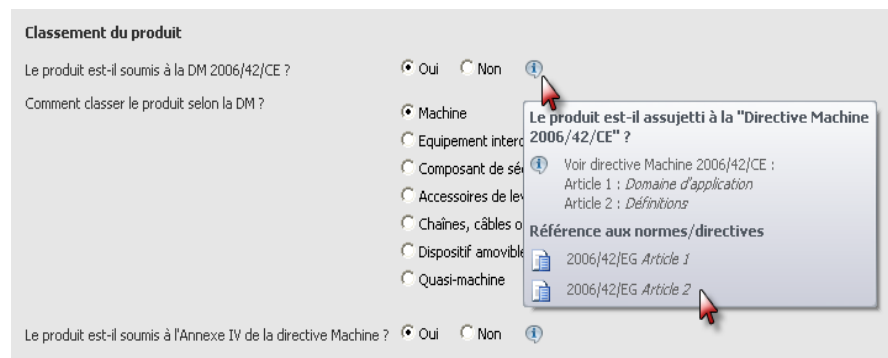 Classement du produit
Le produit est-il soumis à la DM 2006/42/CE ? Oui Non
Comment classer le produit selon la DM ? Machine
Equipement interc
Composant de sé
Accessoires de lev
Chaînes, câbles o
Dispositif amovible
Quasi-machine
Le produit est-il assujetti à la "Directive Machine
2006/42/CE" ?
Voir directive Machine 2006/42/CE :
Article 1 : Domaine d'application
Article 2 : Définitions
Référence aux normes/directives
2006/42/EG Article 1
2006/42/EG Article 2
Le produit est-il soumis à l'Annexe IV de la directive Machine ? Oui Non